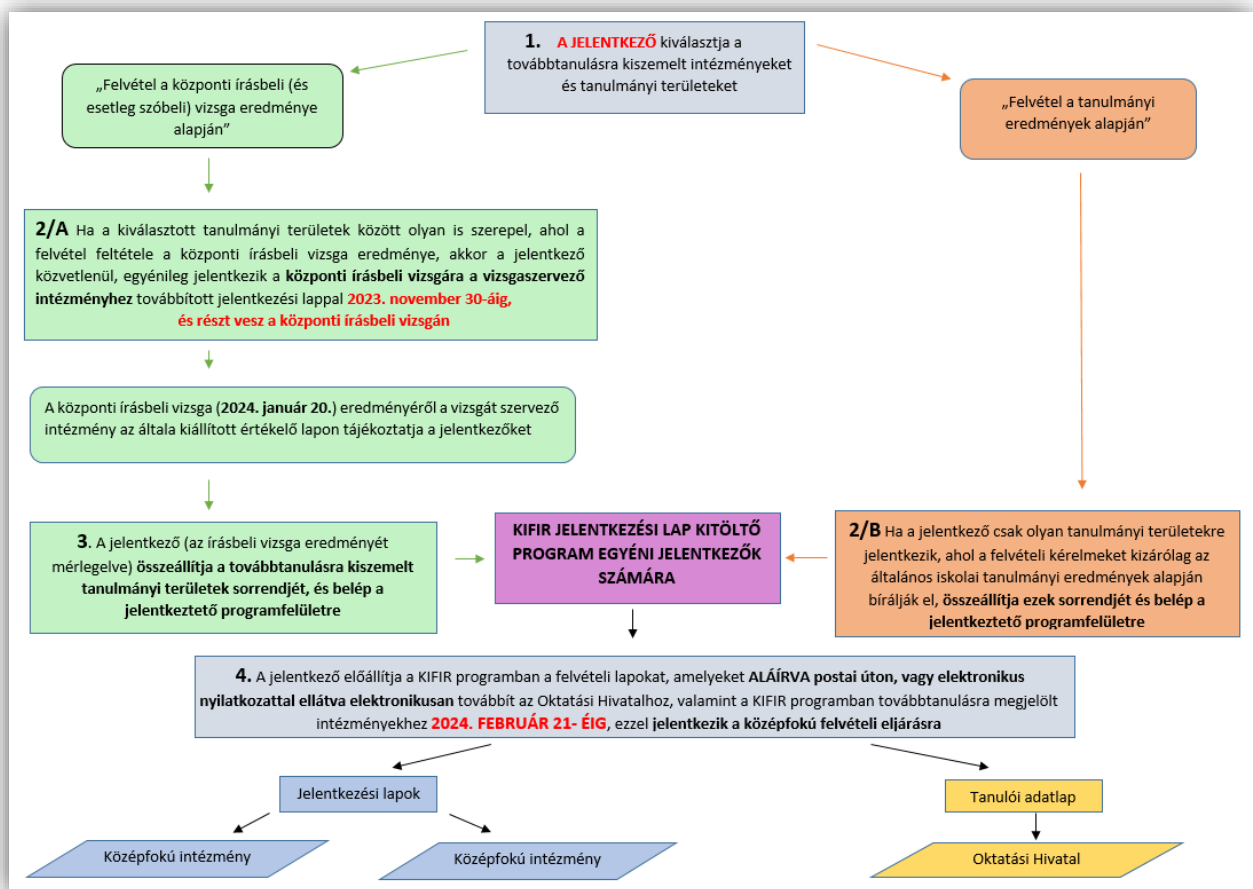 1. A JELENTKEZŐ kiválasztja a
továbbtanulásra kiszemelt intézményeket
és tanulmányi területeket
„Felvétel a központi írásbeli (és
esetleg szóbeli) vizsga eredménye
alapján”
„Felvétel a tanulmányi
eredmények alapján”
2/A Ha a kiválasztott tanulmányi területek között olyan is szerepel, ahol a
felvétel feltétele a központi írásbeli vizsga eredménye, akkor a jelentkező
közvetlenül, egyénileg jelentkezik a központi írásbeli vizsgára a vizsgaszervező
intézményhez továbbított jelentkezési lappal 2023. november 30-áig,
és részt vesz a központi írásbeli vizsgán
A központi írásbeli vizsga (2024. január 20.) eredményéről a vizsgát szervező
intézmény az általa kiállított értékelő lapon tájékoztatja a jelentkezőket
3. A jelentkező (az írásbeli vizsga eredményét
mérlegelve) összeállítja a továbbtanulásra kiszemelt
tanulmányi területek sorrendjét, és belép a
jelentkeztető programfelületre
KIFIR JELENTKEZÉSI LAP KITÖLTŐ
PROGRAM EGYÉNI JELENTKEZŐK
SZÁMÁRA
2/B Ha a jelentkező csak olyan tanulmányi területekre
jelentkezik, ahol a felvételi kérelmeket kizárólag az
általános iskolai tanulmányi eredmények alapján
bírálják el, összeállítja ezek sorrendjét és belép a
jelentkeztető programfelületre
4. A jelentkező előállítja a KIFIR programban a felvételi lapokat, amelyeket ALÁÍRVA postai úton, vagy elektronikus
nyilatkozattal ellátva elektronikusan továbbít az Oktatási Hivatalhoz, valamint a KIFIR programban továbbtanulásra megjelölt
intézményekhez 2024. FEBRUÁR 21- ÉIG, ezzel jelentkezik a középfokú felvételi eljárásra
Jelentkezési lapok
Tanulói adatlap
Középfokú intézmény
Középfokú intézmény
Oktatási Hivatal